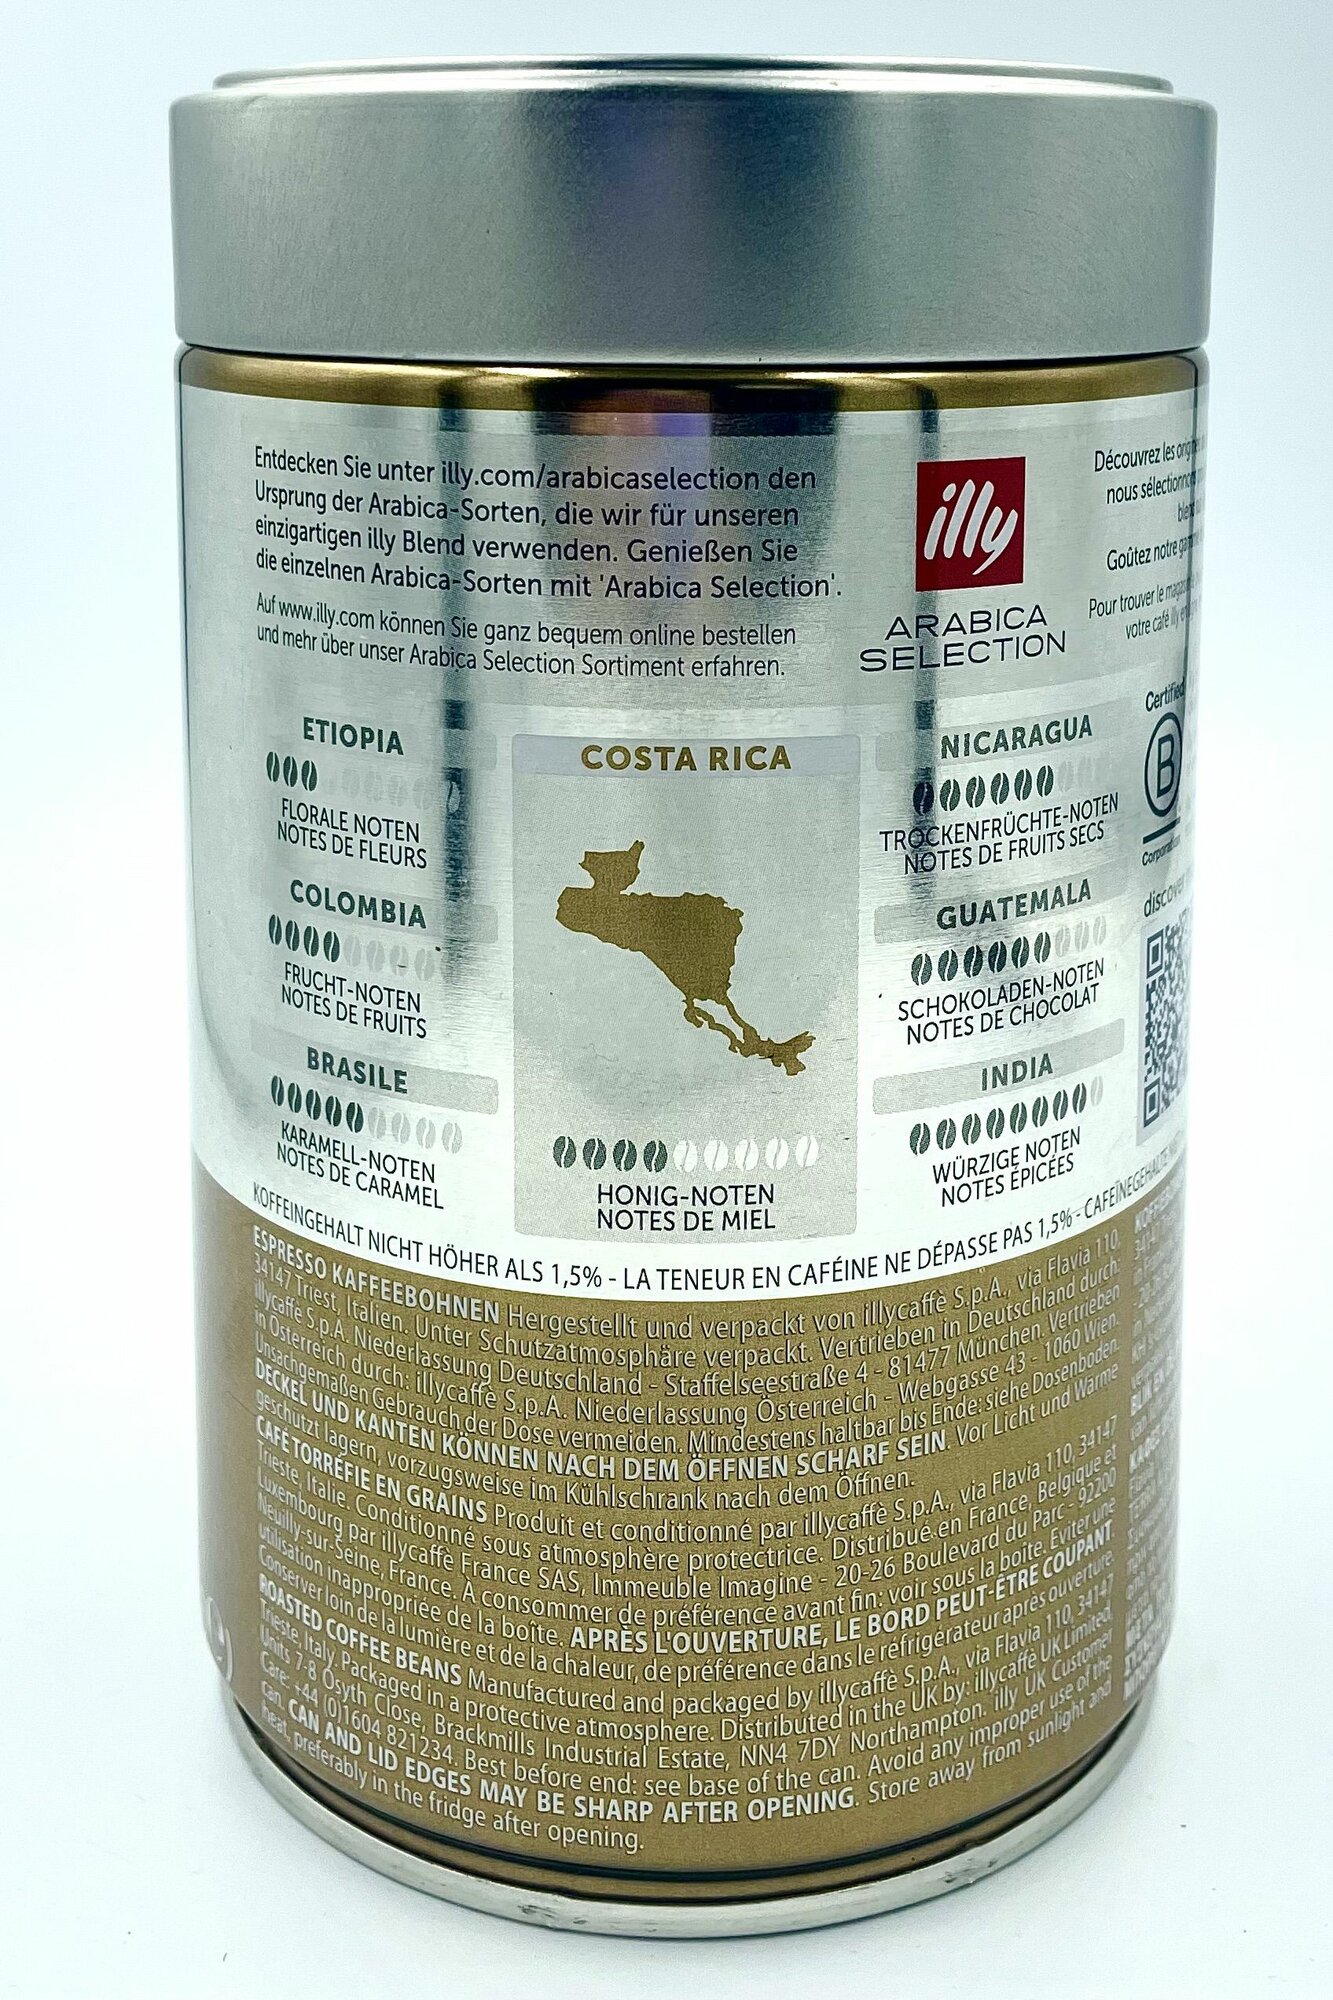 Entdecken Sie unter illy.com/arabicaselection den
Ursprung der Arabica-Sorten, die wir für unseren
einzigartigen illy Blend verwenden. Genießen Sie
die einzelnen Arabica-Sorten mit 'Arabica Selection'.
Auf www.illy.com können Sie ganz bequem online bestellen
und mehr über unser Arabica Selection Sortiment erfahren.
illy
ARABICA
SELECTION
Découvrez les
nous
Goûtez notre
Pour trouver le
votre café illy
ETIOPIA
FLORALE NOTEN
NOTES DE FLEURS
COLOMBIA
FRUCHT-NOTEN
NOTES DE FRUITS
BRASILE
KARAMELL-NOTEN
NOTES DE CARAMEL
COSTA RICA
HONIG-NOTEN
NOTES DE MIEL
NICARAGUA
TROCKENFRÜCHTE-NOTEN
NOTES DE FRUITS SECS
GUATEMALA
SCHOKOLADEN-NOTEN
NOTES DE CHOCOLAT
INDIA
WÜRZIGE NOTEN
NOTES ÉPICÉES
Certified
B
KOFFEINGEHALT NICHT HÖHER ALS 1,5% - LA TENEUR EN CAFÉINE NE DÉPASSE PAS 1,5% - CAFEÏNEGEHALTE
ESPRESSO KAFFEEBOHNEN Hergestellt und verpackt von illycaffè S.p.A., via Flavia 110,
34147 Triest, Italien. Unter Schutzatmosphäre verpackt. Vertrieben in Deutschland durch:
illycaffè S.p.A. Niederlassung Deutschland - Staffelseestraße 4 - 81477 München. Vertrieben
in Österreich durch: illycaffè S.p.A. Niederlassung Österreich - Webgasse 43 - 1060 Wien.
Unsachgemäßen Gebrauch der Dose vermeiden. Mindestens haltbar bis Ende: siehe Dosenboden.
DECKEL UND KANTEN KÖNNEN NACH DEM ÖFFNEN SCHARF SEIN. Vor Licht und Wärme
geschützt lagern, vorzugsweise im Kühlschrank nach dem Öffnen.
CAFÉ TORRÉFIÉ EN GRAINS Produit et conditionné par illycaffè S.p.A., via Flavia 110, 34147
Trieste, Italie. Conditionné sous atmosphère protectrice. Distribué en France, Belgique et
Luxembourg par illycaffè France SAS, Immeuble Imagine - 20-26 Boulevard du Parc - 92200
Neuilly-sur-Seine, France. À consommer de préférence avant fin: voir sous la boîte. Eviter une
utilisation inappropriée de la boîte. APRÈS L'OUVERTURE, LE BORD PEUT-ÊTRE COUPANT.
Conserver loin de la lumière et de la chaleur, de préférence dans le réfrigérateur après ouverture.
ROASTED COFFEE BEANS Manufactured and packaged by illycaffè S.p.A., via Flavia 110, 34147
Trieste, Italy. Packaged in a protective atmosphere. Distributed in the UK by: illycaffè UK Limited,
Units 7-8 Osyth Close, Brackmills Industrial Estate, NN4 7DY Northampton. illy UK Customer
Care: +44 (0)1604 821234. Best before end: see base of the can. Avoid any improper use of the
can. CAN AND LID EDGES MAY BE SHARP AFTER OPENING. Store away from sunlight and
heat, preferably in the fridge after opening.